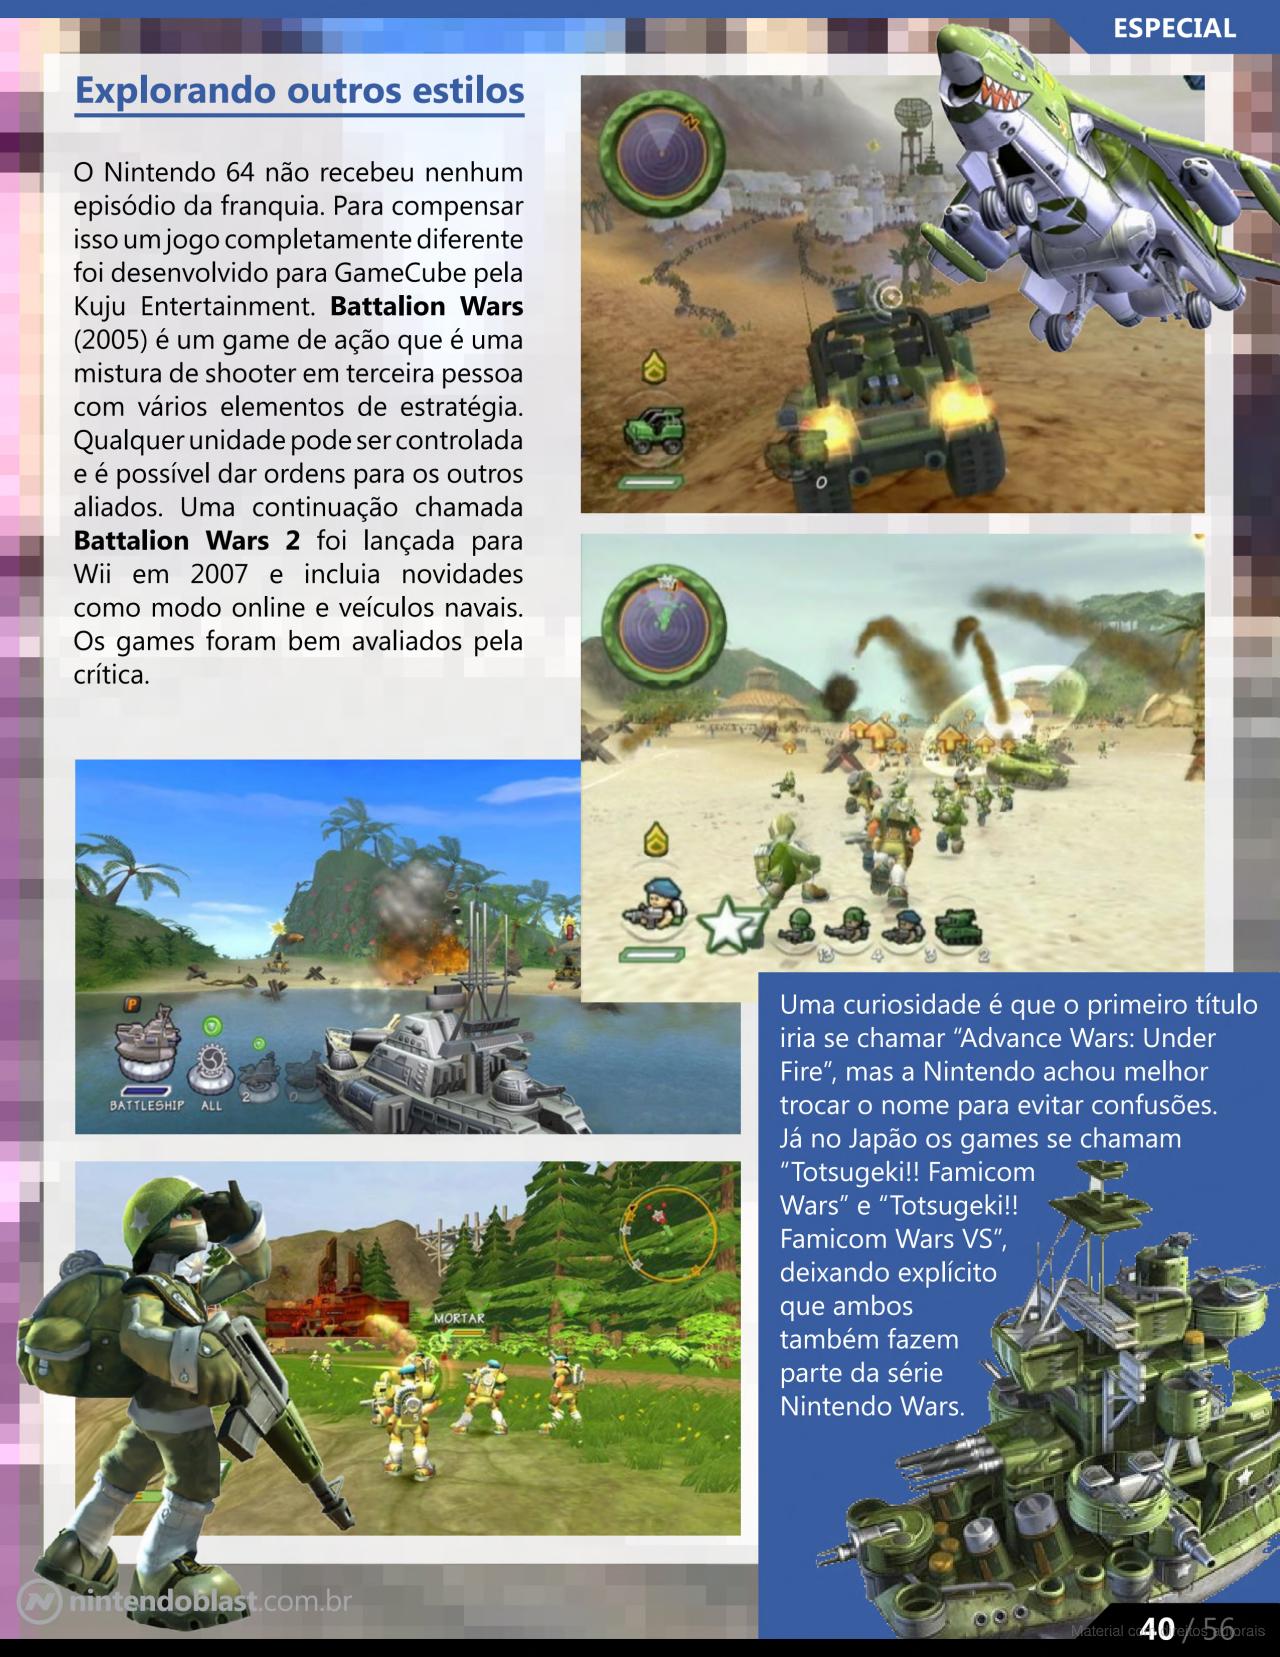 ESPECIAL
Explorando outros estilos
O Nintendo 64 não recebeu nenhum
episódio da franquia. Para compensar
isso um jogo completamente diferente
foi desenvolvido para GameCube pela
Kuju Entertainment. Battalion Wars
(2005) é um game de ação que é uma
mistura de shooter em terceira pessoa
com vários elementos de estratégia.
Qualquer unidade pode ser controlada
e é possível dar ordens para os outros
aliados. Uma continuação chamada
Battalion Wars 2 foi lançada para
Wii em 2007 e incluia novidades
como modo online e veículos navais.
Os games foram bem avaliados pela
crítica.
N
0
13 4 3 2
P
BATTLESHIP ALL 2 0
MORTAR
Uma curiosidade é que o primeiro título
iria se chamar “Advance Wars: Under
Fire”, mas a Nintendo achou melhor
trocar o nome para evitar confusões.
Já no Japão os games se chamam
“Totsugeki!! Famicom
Wars” e “Totsugeki!!
Famicom Wars VS”,
deixando explícito
que ambos
também fazem
parte da série
Nintendo Wars.
nintendoblast.com.br
40 / 56